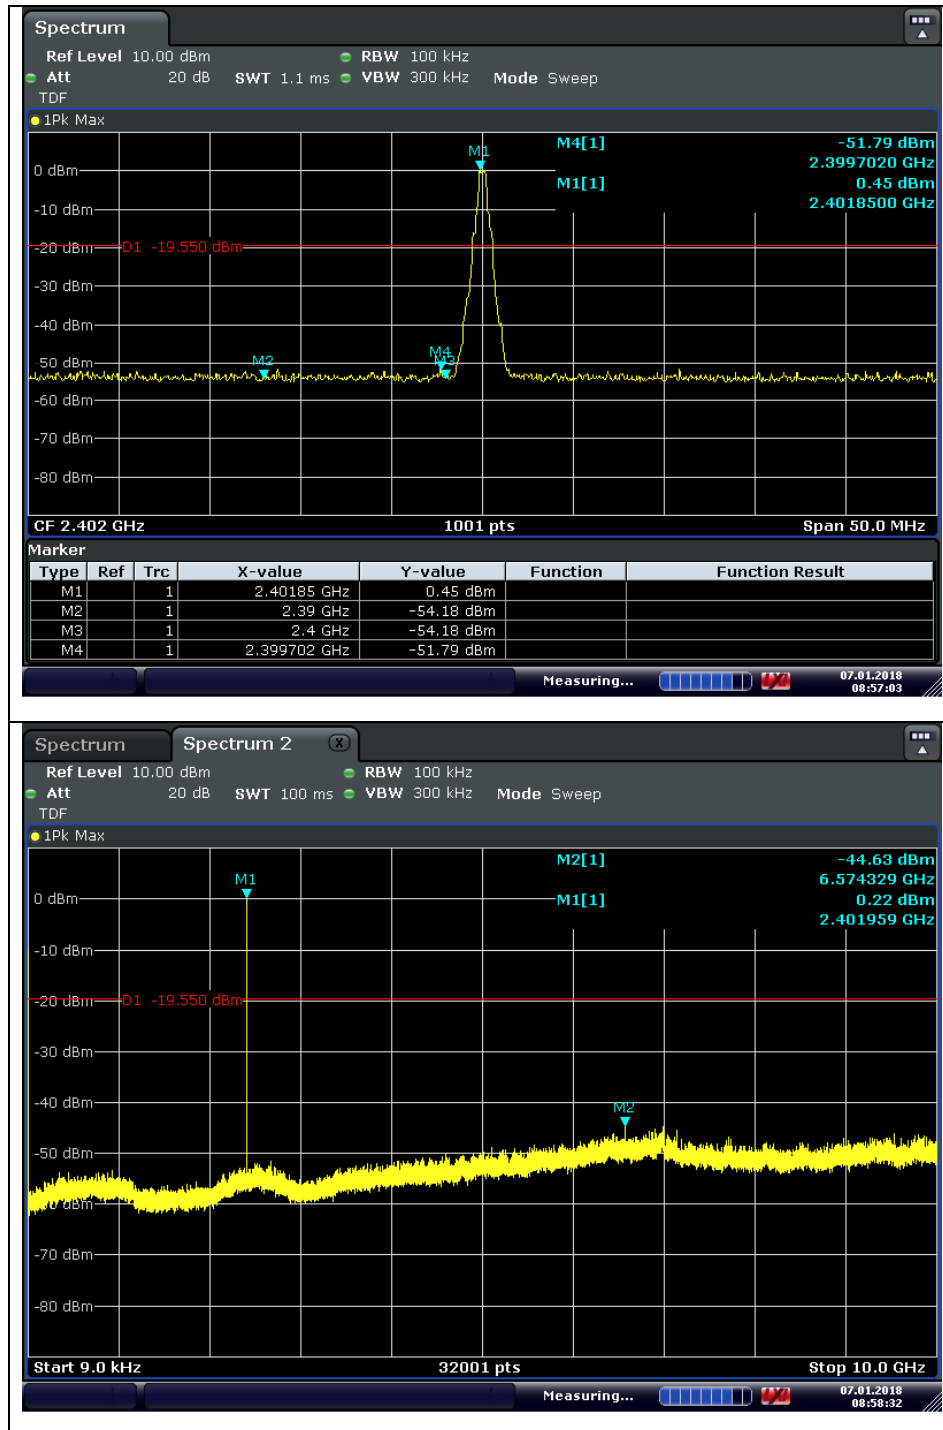 Spectrum
Ref Level 10.00 dBm RBW 100 kHz
Att 20 dB SWT 1.1 ms VBW 300 kHz Mode Sweep
TDF
1Pk Max
M4[1] -51.79 dBm
2.3997020 GHz
M1[1] 0.45 dBm
2.4018500 GHz
M1
0 dBm
-10 dBm
-20 dBm D1 -19.550 dBm
-30 dBm
-40 dBm
M2 M4 M3
-50 dBm
-60 dBm
-70 dBm
-80 dBm
CF 2.402 GHz 1001 pts Span 50.0 MHz
Marker
Type Ref Trc X-value Y-value Function Function Result
M1 1 2.40185 GHz 0.45 dBm
M2 1 2.39 GHz -54.18 dBm
M3 1 2.4 GHz -54.18 dBm
M4 1 2.399702 GHz -51.79 dBm
Measuring... 07.01.2018
08:57:03
Spectrum Spectrum 2 X
Ref Level 10.00 dBm RBW 100 kHz
Att 20 dB SWT 100 ms VBW 300 kHz Mode Sweep
TDF
1Pk Max
M2[1] -44.63 dBm
6.574329 GHz
M1[1] 0.22 dBm
2.401959 GHz
M1
0 dBm
-10 dBm
-20 dBm D1 -19.550 dBm
-30 dBm
-40 dBm
M2
-50 dBm
-60 dBm
-70 dBm
-80 dBm
Start 9.0 kHz 32001 pts Stop 10.0 GHz
Measuring... 07.01.2018
08:58:32